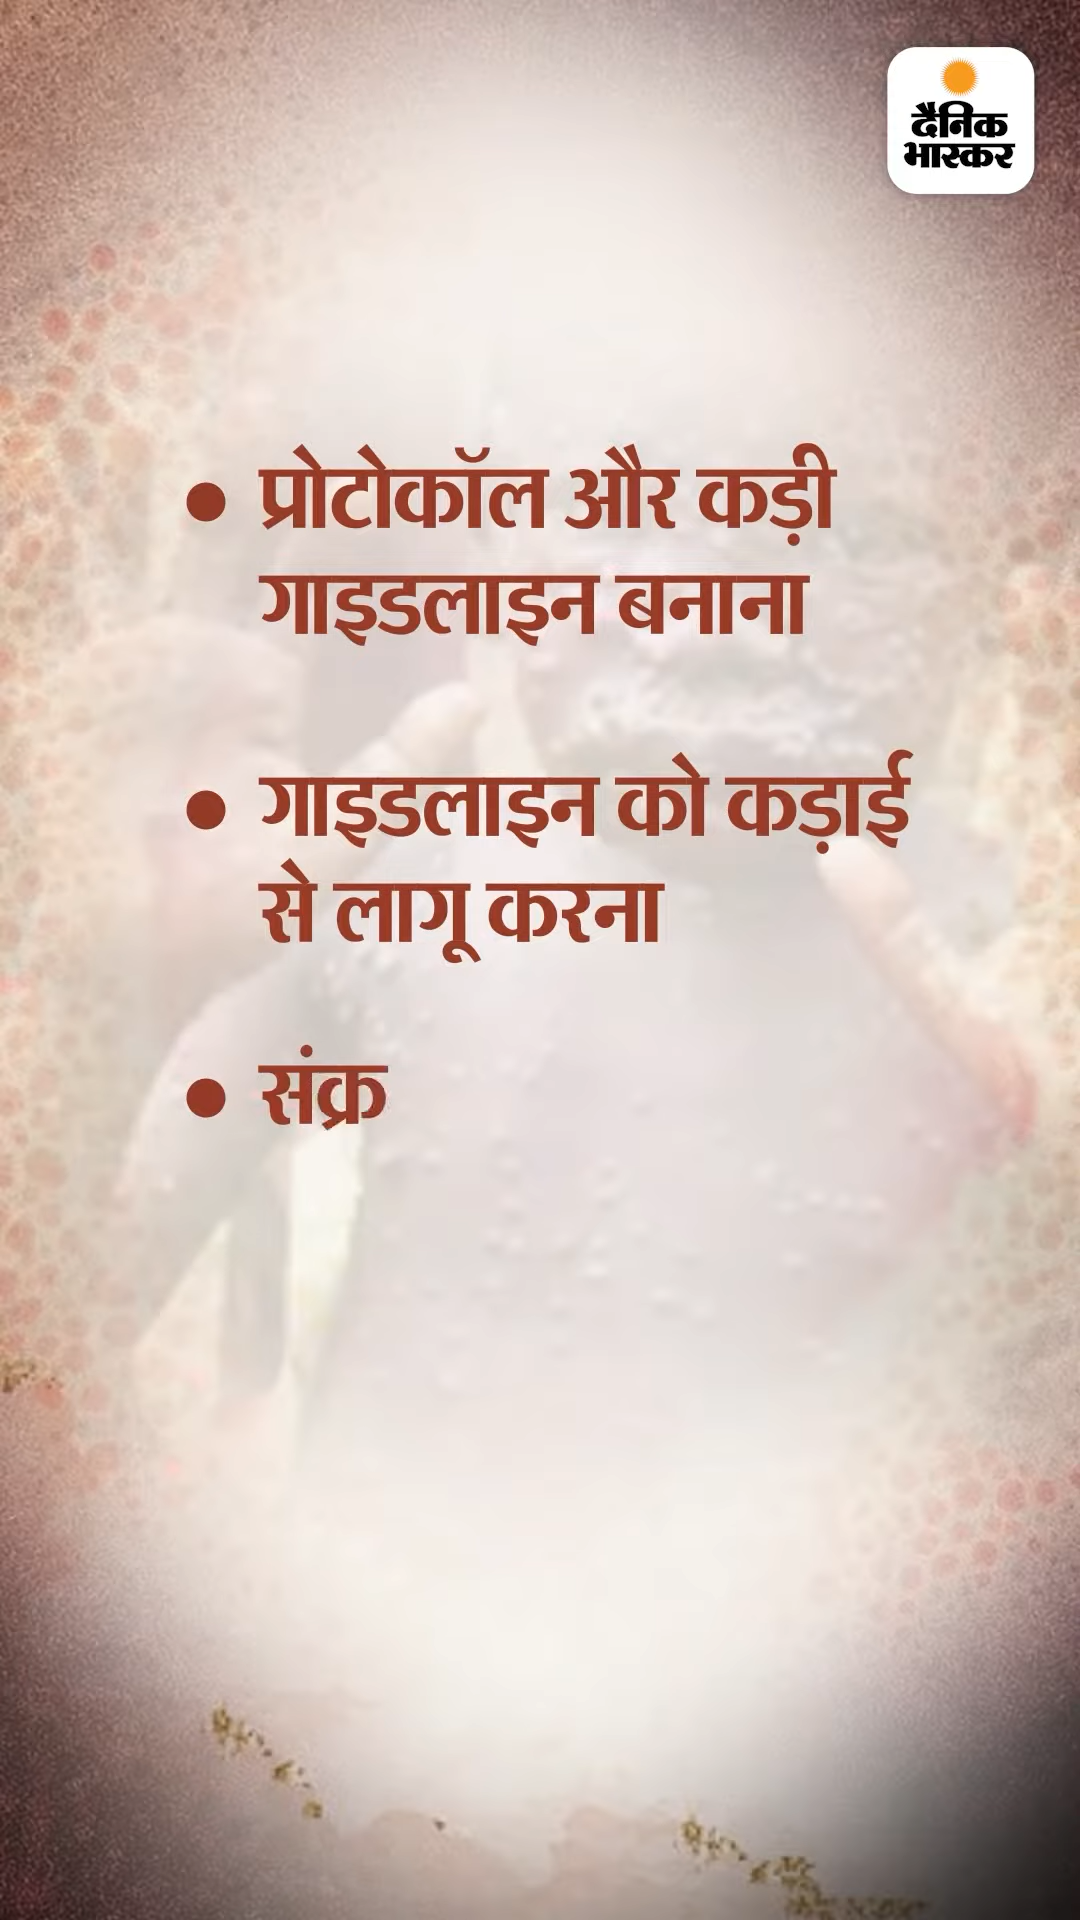 दैनिक
भास्कर
• प्रोटोकॉल और कड़ी
गाइडलाइन बनाना
• गाइडलाइन को कड़ाई
से लागू करना
• संक्र